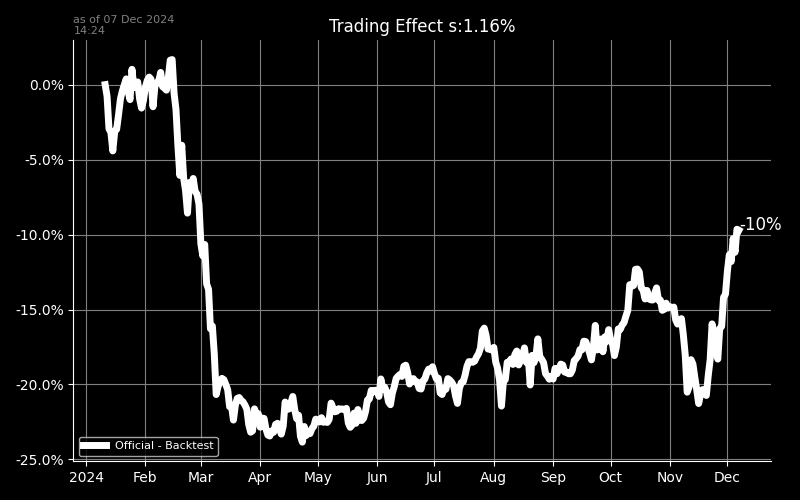 as of 07 Dec 2024
14:24
Trading Effect s:1.16%
0.0%
-5.0%
-10.0%
-15.0%
-20.0%
-25.0%
-10%
Official - Backtest
2024 Feb Mar Apr May Jun Jul Aug Sep Oct Nov Dec